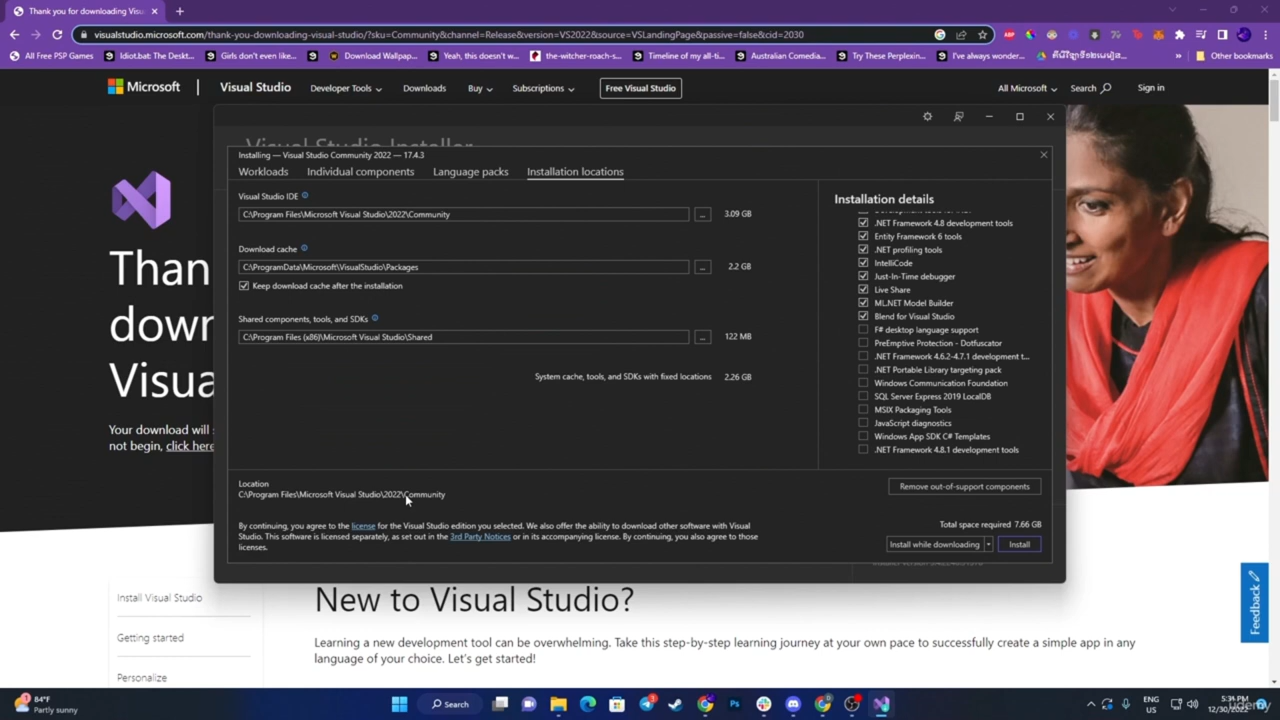 Thank you for downloading Visual
visualstudio.microsoft.com/thank-you-downloading-visual-studio/?sku=Community&channel=Release&version=VS2022&source=VSLandingPage&passive=false&cid=2030
All Free PSP Games
Idiot.bat: The Deskt...
Girls don't even like...
Download Wallpap...
Yeah, this doesn't w...
the-witcher-roach-s...
Timeline of my all-ti...
Australian Comedia...
Try These Perplexin...
I've always wonder...
Other bookmarks
Microsoft
Visual Studio
Developer Tools
Downloads
Buy
Subscriptions
Free Visual Studio
All Microsoft
Search
Sign in
Visual Studio Installer
Installing — Visual Studio Community 2022 — 17.4.3
Workloads
Individual components
Language packs
Installation locations
Visual Studio IDE
C:\Program Files\Microsoft Visual Studio\2022\Community
...
3.09 GB
Download cache
C:\ProgramData\Microsoft\VisualStudio\Packages
...
2.2 GB
Keep download cache after the installation
Shared components, tools, and SDKs
C:\Program Files (x86)\Microsoft Visual Studio\Shared
...
122 MB
System cache, tools, and SDKs with fixed locations
2.26 GB
Installation details
.NET Framework 4.8 development tools
Entity Framework 6 tools
.NET profiling tools
IntelliCode
Just-In-Time debugger
Live Share
ML.NET Model Builder
Blend for Visual Studio
F# desktop language support
PreEmptive Protection - Dotfuscator
.NET Framework 4.6.2-4.7.1 development t...
.NET Portable Library targeting pack
Windows Communication Foundation
SQL Server Express 2019 LocalDB
MSIX Packaging Tools
JavaScript diagnostics
Windows App SDK C# Templates
.NET Framework 4.8.1 development tools
Location
C:\Program Files\Microsoft Visual Studio\2022\Community
Remove out-of-support components
By continuing, you agree to the license for the Visual Studio edition you selected. We also offer the ability to download other software with Visual
Studio. This software is licensed separately, as set out in the 3rd Party Notices or in its accompanying license. By continuing, you also agree to those
licenses.
Total space required 7.66 GB
Install while downloading
Install
Than
down
Visua
Your download will
not begin, click here
Install Visual Studio
Getting started
Personalize
New to Visual Studio?
Learning a new development tool can be overwhelming. Take this step-by-step learning journey at your own pace to successfully create a simple app in any
language of your choice. Let's get started!
Feedback
84°F
Partly sunny
Search
ENG
US
12/30/2022
udemy